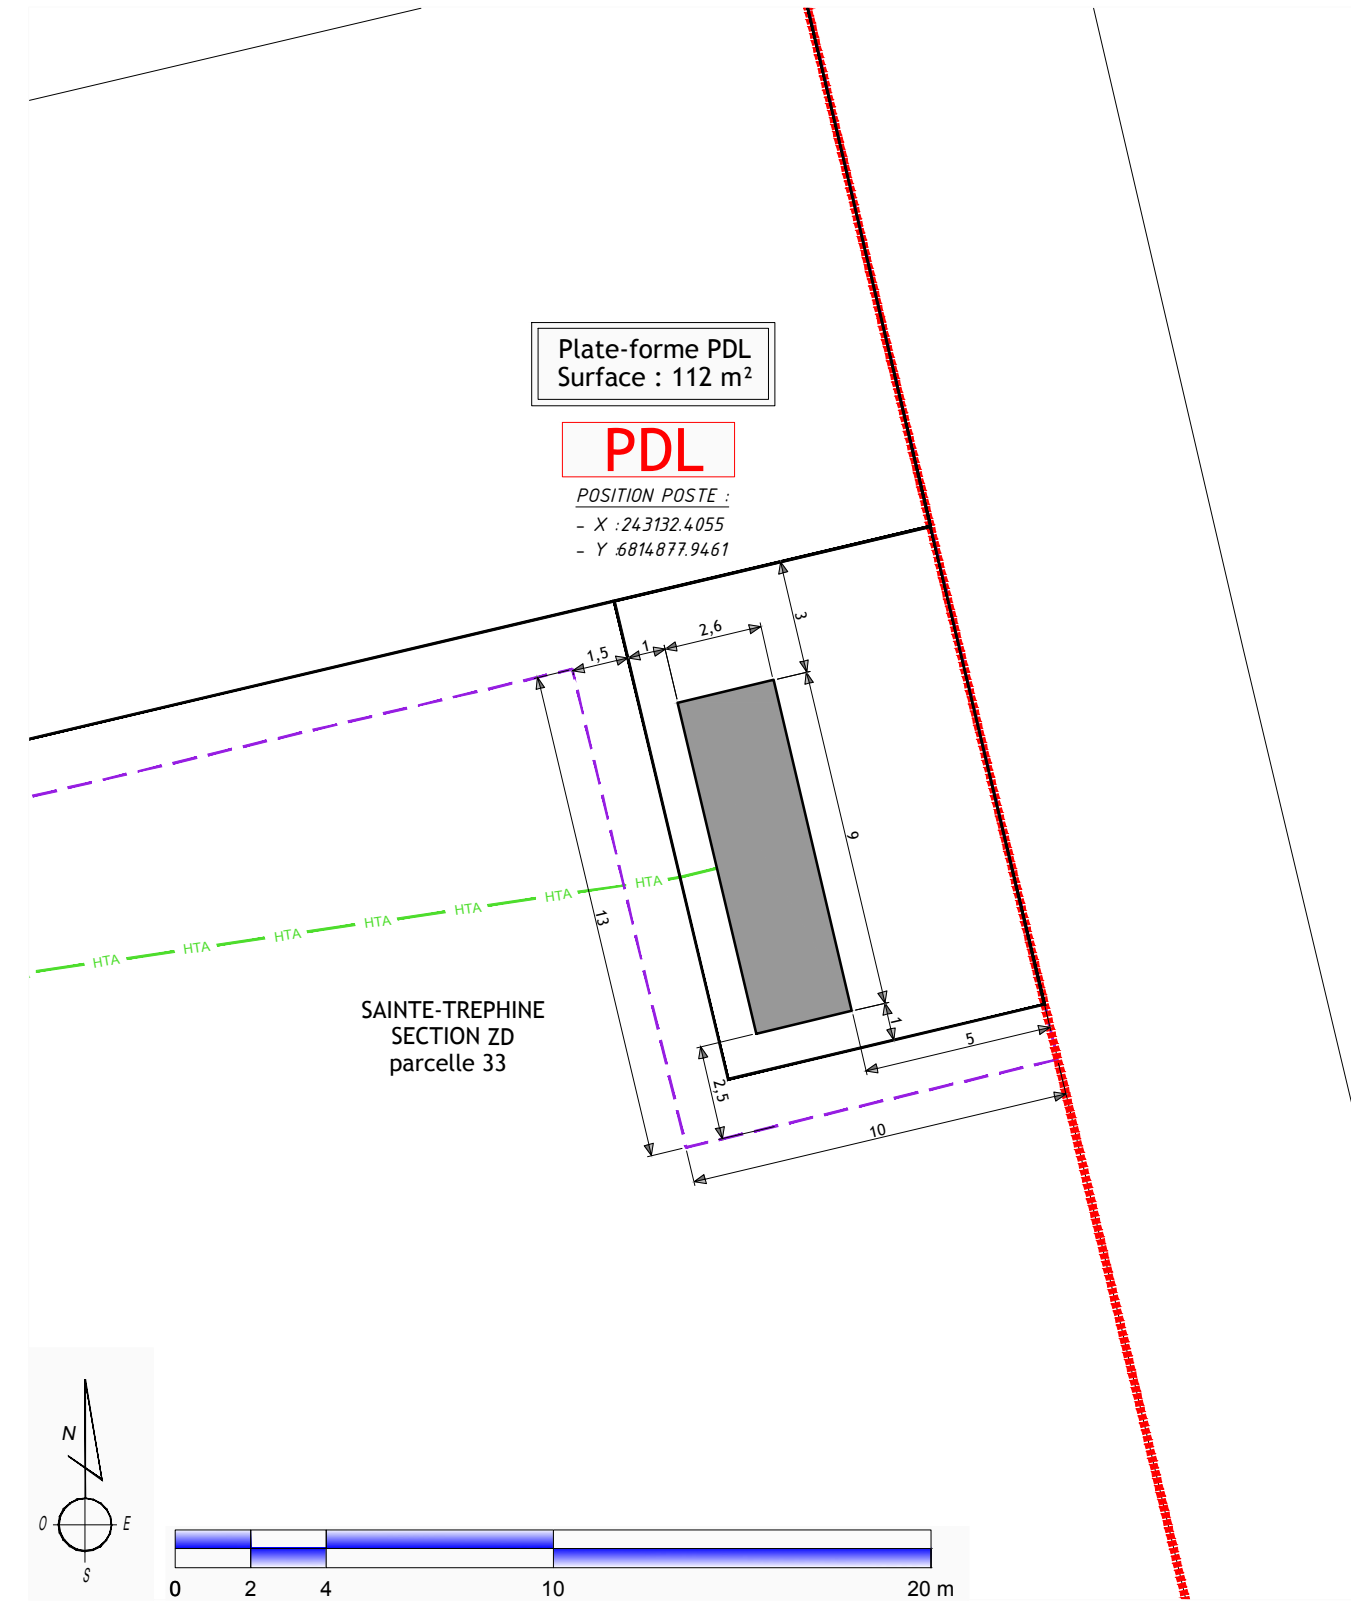 Plate-forme PDL
Surface : 112 m²
PDL
POSITION POSTE :
- X :243132.4055
- Y :6814877.9461
3
2,6
1
1,5
9
13
HTA
HTA
HTA
HTA
HTA
HTA
HTA
SAINTE-TREPHINE
SECTION ZD
parcelle 33
1
5
2,5
10
N
O
E
S
0 2 4 10 20 m